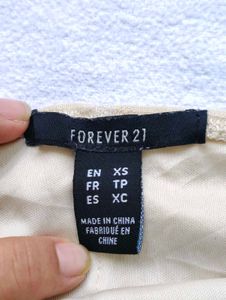 FOREVER 21
EN XS
FR TP
ES XC
MADE IN CHINA
FABRIQUÉ EN
CHINE